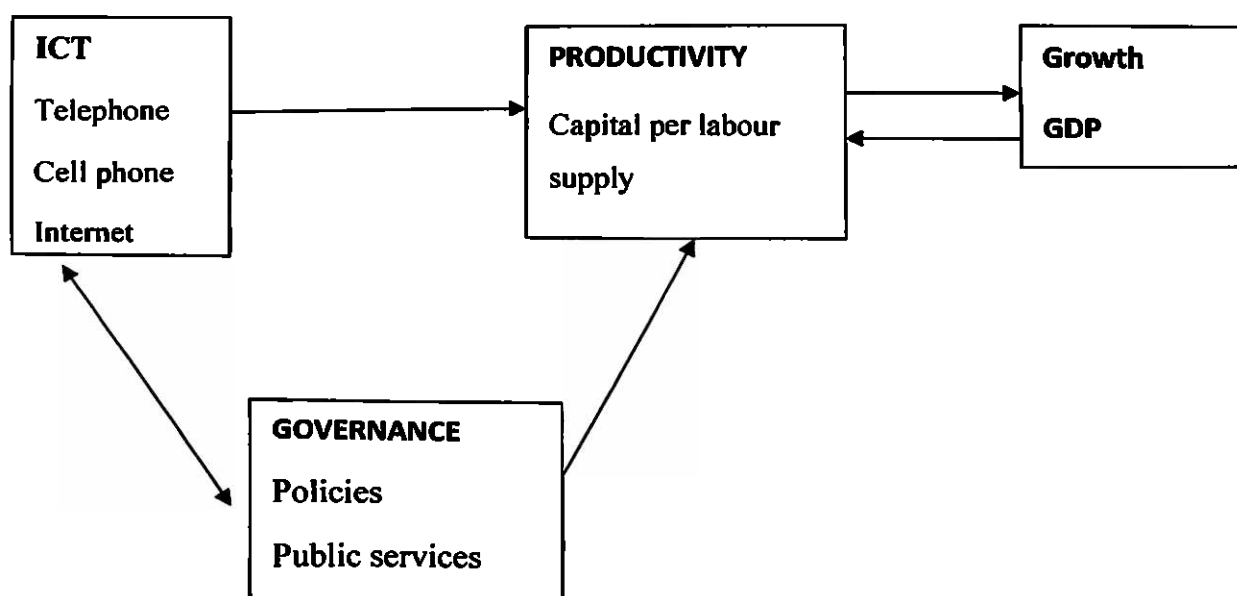 ICT
Telephone
Cell phone
Internet
PRODUCTIVITY
Capital per labour
supply
Growth
GDP
GOVERNANCE
Policies
Public services